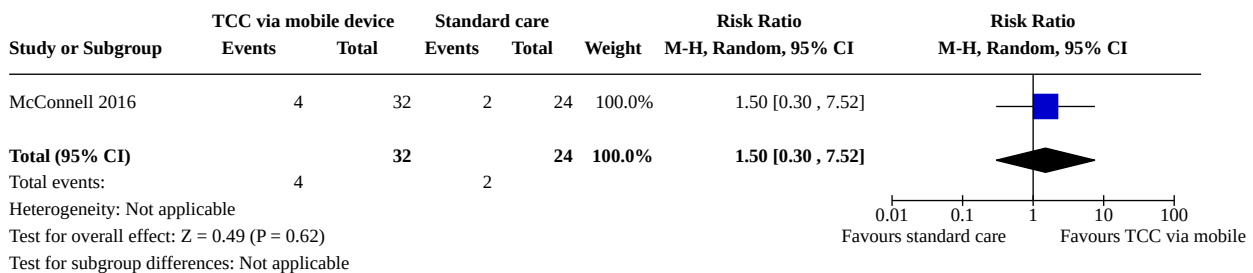 TCC via mobile device Standard care Risk Ratio Risk Ratio
Study or Subgroup Events Total Events Total Weight M-H, Random, 95% CI M-H, Random, 95% CI
McConnell 2016 4 32 2 24 100.0% 1.50 [0.30 , 7.52]
Total (95% CI) 32 24 100.0% 1.50 [0.30 , 7.52]
Total events: 4 2
Heterogeneity: Not applicable
0.01 0.1 1 10 100
Test for overall effect: Z = 0.49 (P = 0.62)
Favours standard care Favours TCC via mobile
Test for subgroup differences: Not applicable